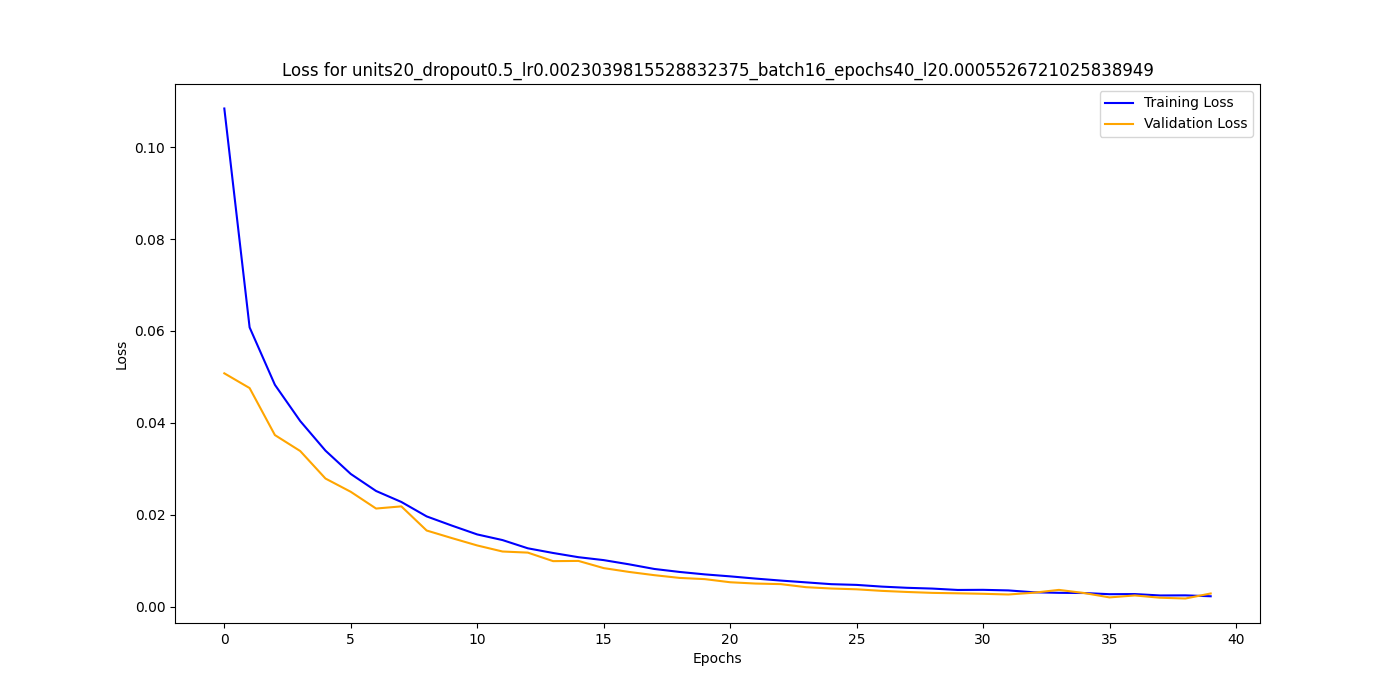 Loss for units20_dropout0.5_lr0.0023039815528832375_batch16_epochs40_l20.0005526721025838949
Training Loss
Validation Loss
0.10
0.08
0.06
0.04
0.02
0.00
Loss
0 5 10 15 20 25 30 35 40
Epochs